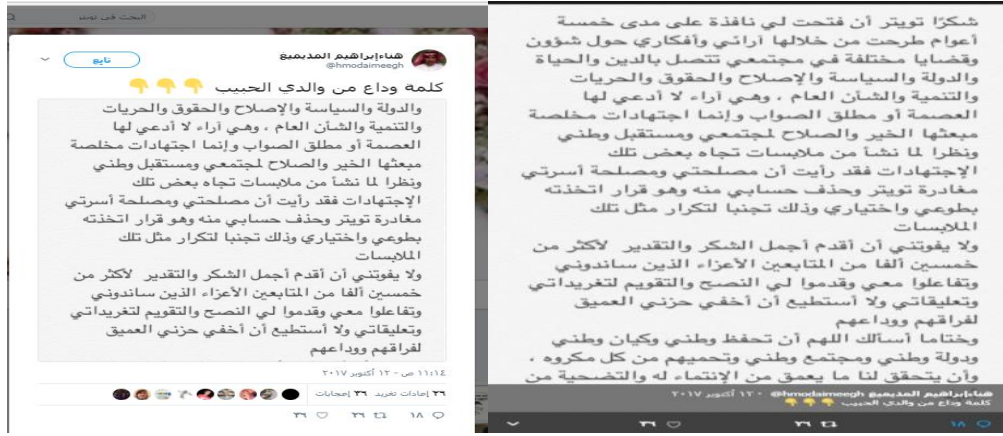 البحث في تويتر
هناءإبراهيم المديميغ
@hmodaimeegh
تابع
كلمة وداع من والدي الحبيب 👇👇👇
والدولة والسياسة والإصلاح والحقوق والحريات
والتنمية والشأن العام ، وهي آراء لا أدعي لها
العصمة أو مطلق الصواب وإنما اجتهادات مخلصة
مبعثها الخير والصلاح لمجتمعي ومستقبل وطني
ونظرا لما نشأ من ملابسات تجاه بعض تلك
الإجتهادات فقد رأيت أن مصلحتي ومصلحة أسرتي
مغادرة تويتر وحذف حسابي منه وهو قرار اتخذته
بطوعي واختياري وذلك تجنبا لتكرار مثل تلك
الملابسات
ولا يفوتني أن أقدم أجمل الشكر والتقدير لأكثر من
خمسين ألفا من المتابعين الأعزاء الذين ساندوني
وتفاعلوا معي وقدموا لي النصح والتقويم لتغريداتي
وتعليقاتي ولا أستطيع أن أخفي حزني العميق
لفراقهم ووداعهم
١١:١٤ ص - ١٢ أكتوبر ٢٠١٧
٣٦ إعادات تغريد ٣٦ إعجابات
١٨ ٣٦ ٣٦
شكرًا تويتر أن فتحت لي نافذة على مدى خمسة
أعوام طرحت من خلالها آرائي وأفكاري حول شؤون
وقضايا مختلفة في مجتمعي تتصل بالدين والحياة
والدولة والسياسة والإصلاح والحقوق والحريات
والتنمية والشأن العام ، وهي آراء لا أدعي لها
العصمة أو مطلق الصواب وإنما اجتهادات مخلصة
مبعثها الخير والصلاح لمجتمعي ومستقبل وطني
ونظرا لما نشأ من ملابسات تجاه بعض تلك
الإجتهادات فقد رأيت أن مصلحتي ومصلحة أسرتي
مغادرة تويتر وحذف حسابي منه وهو قرار اتخذته
بطوعي واختياري وذلك تجنبا لتكرار مثل تلك
الملابسات
ولا يفوتني أن أقدم أجمل الشكر والتقدير لأكثر من
خمسين ألفا من المتابعين الأعزاء الذين ساندوني
وتفاعلوا معي وقدموا لي النصح والتقويم لتغريداتي
وتعليقاتي ولا أستطيع أن أخفي حزني العميق
لفراقهم ووداعهم
وختاما أسألك اللهم أن تحفظ وطني وكيان وطني
ودولة وطني ومجتمع وطني وتحميهم من كل مكروه ،
وأن يتحقق لنا ما يعمق من الإنتماء له والتضحية من
هناءإبراهيم المديميغ @hmodaimeegh · ١٢ أكتوبر ٢٠١٧
كلمة وداع من والدي الحبيب 👇👇👇
١٨ ٣٦ ٣٦